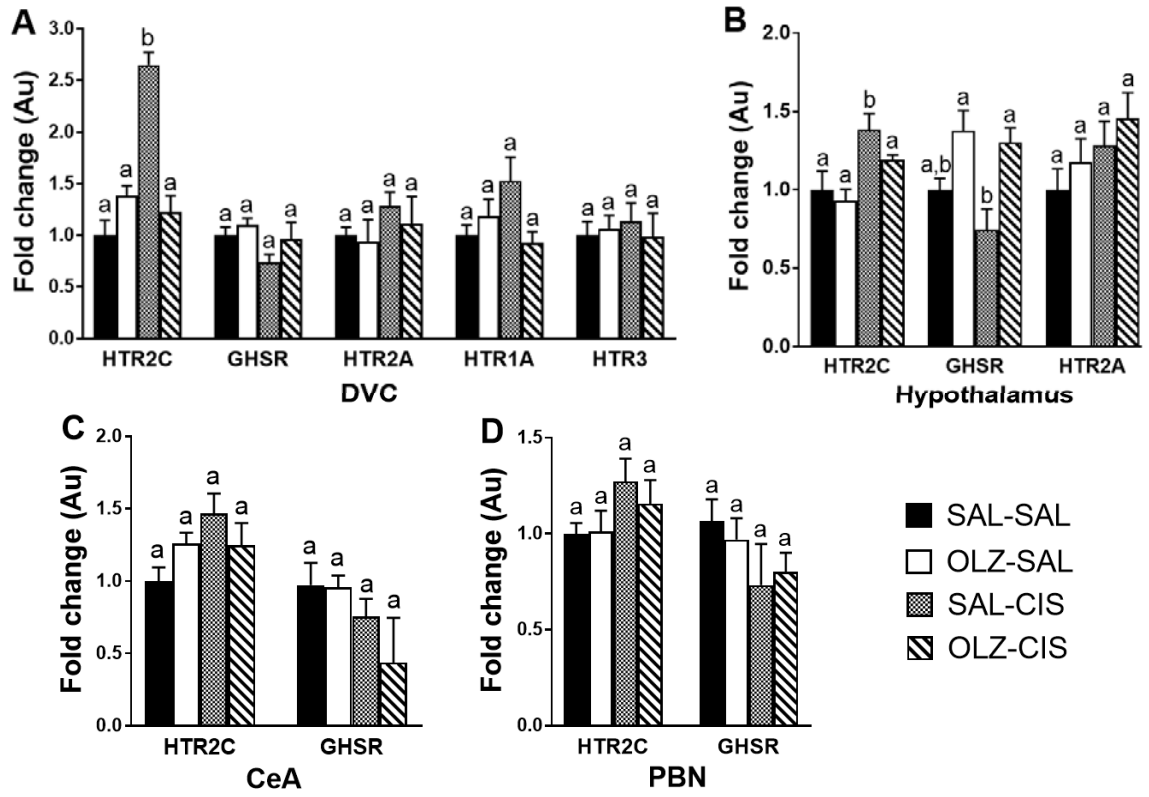 A
Fold change (Au)
3.0
2.5
2.0
1.5
1.0
0.5
0.0
a a b a
a a a a
a a a a
a a a a
a a a a
HTR2C GHSR HTR2A HTR1A HTR3
DVC
B
Fold change (Au)
2.0
1.5
1.0
0.5
0.0
a a b a
a,b a b a
a a a a
HTR2C GHSR HTR2A
Hypothalamus
C
Fold change (Au)
2.0
1.5
1.0
0.5
0.0
a a a a
a a a a
HTR2C GHSR
CeA
D
Fold change (Au)
1.5
1.0
0.5
0.0
a a a a
a a a a
HTR2C GHSR
PBN
SAL-SAL
OLZ-SAL
SAL-CIS
OLZ-CIS